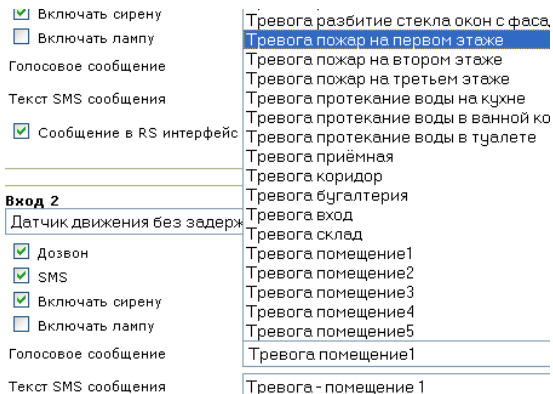 Включать сирену
Включать лампу
Голосовое сообщение
Текст SMS сообщения
Сообщение в RS интерфейс
Тревога разбитие стекла окон с
Тревога пожар на первом этаже
Тревога пожар на втором этаже
Тревога пожар на третьем этаже
Тревога протекание воды на кухне
Тревога протекание воды в ванной
Тревога протекание воды в туалете
Тревога приёмная
Тревога коридор
Тревога бугалтерия
Тревога вход
Тревога склад
Тревога помещение1
Тревога помещение2
Тревога помещение3
Тревога помещение4
Тревога помещение5
Вход 2
Датчик движения без
Дозвон
SMS
Включать сирену
Включать лампу
Голосовое сообщение
Тревога помещение1
Текст SMS сообщения
Тревога - помещение 1